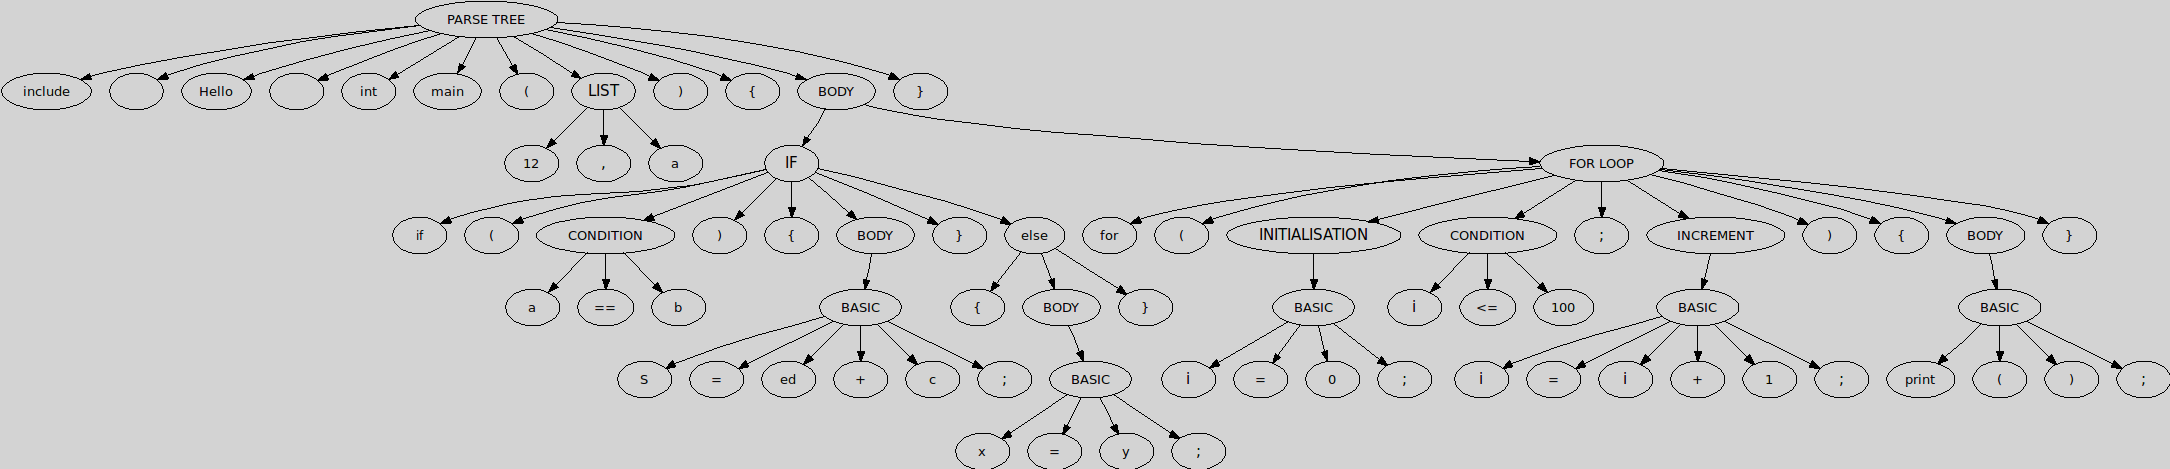 PARSE TREE
include Hello int main ( LIST ) { BODY }
12 , a IF FOR LOOP
if ( CONDITION ) { BODY } else for ( INITIALISATION CONDITION ; INCREMENT ) { BODY }
a == b BASIC { BODY } BASIC i <= 100 BASIC BASIC
S = ed + c ; BASIC i = 0 ; i = i + 1 ; print ( ) ;
x = y ;